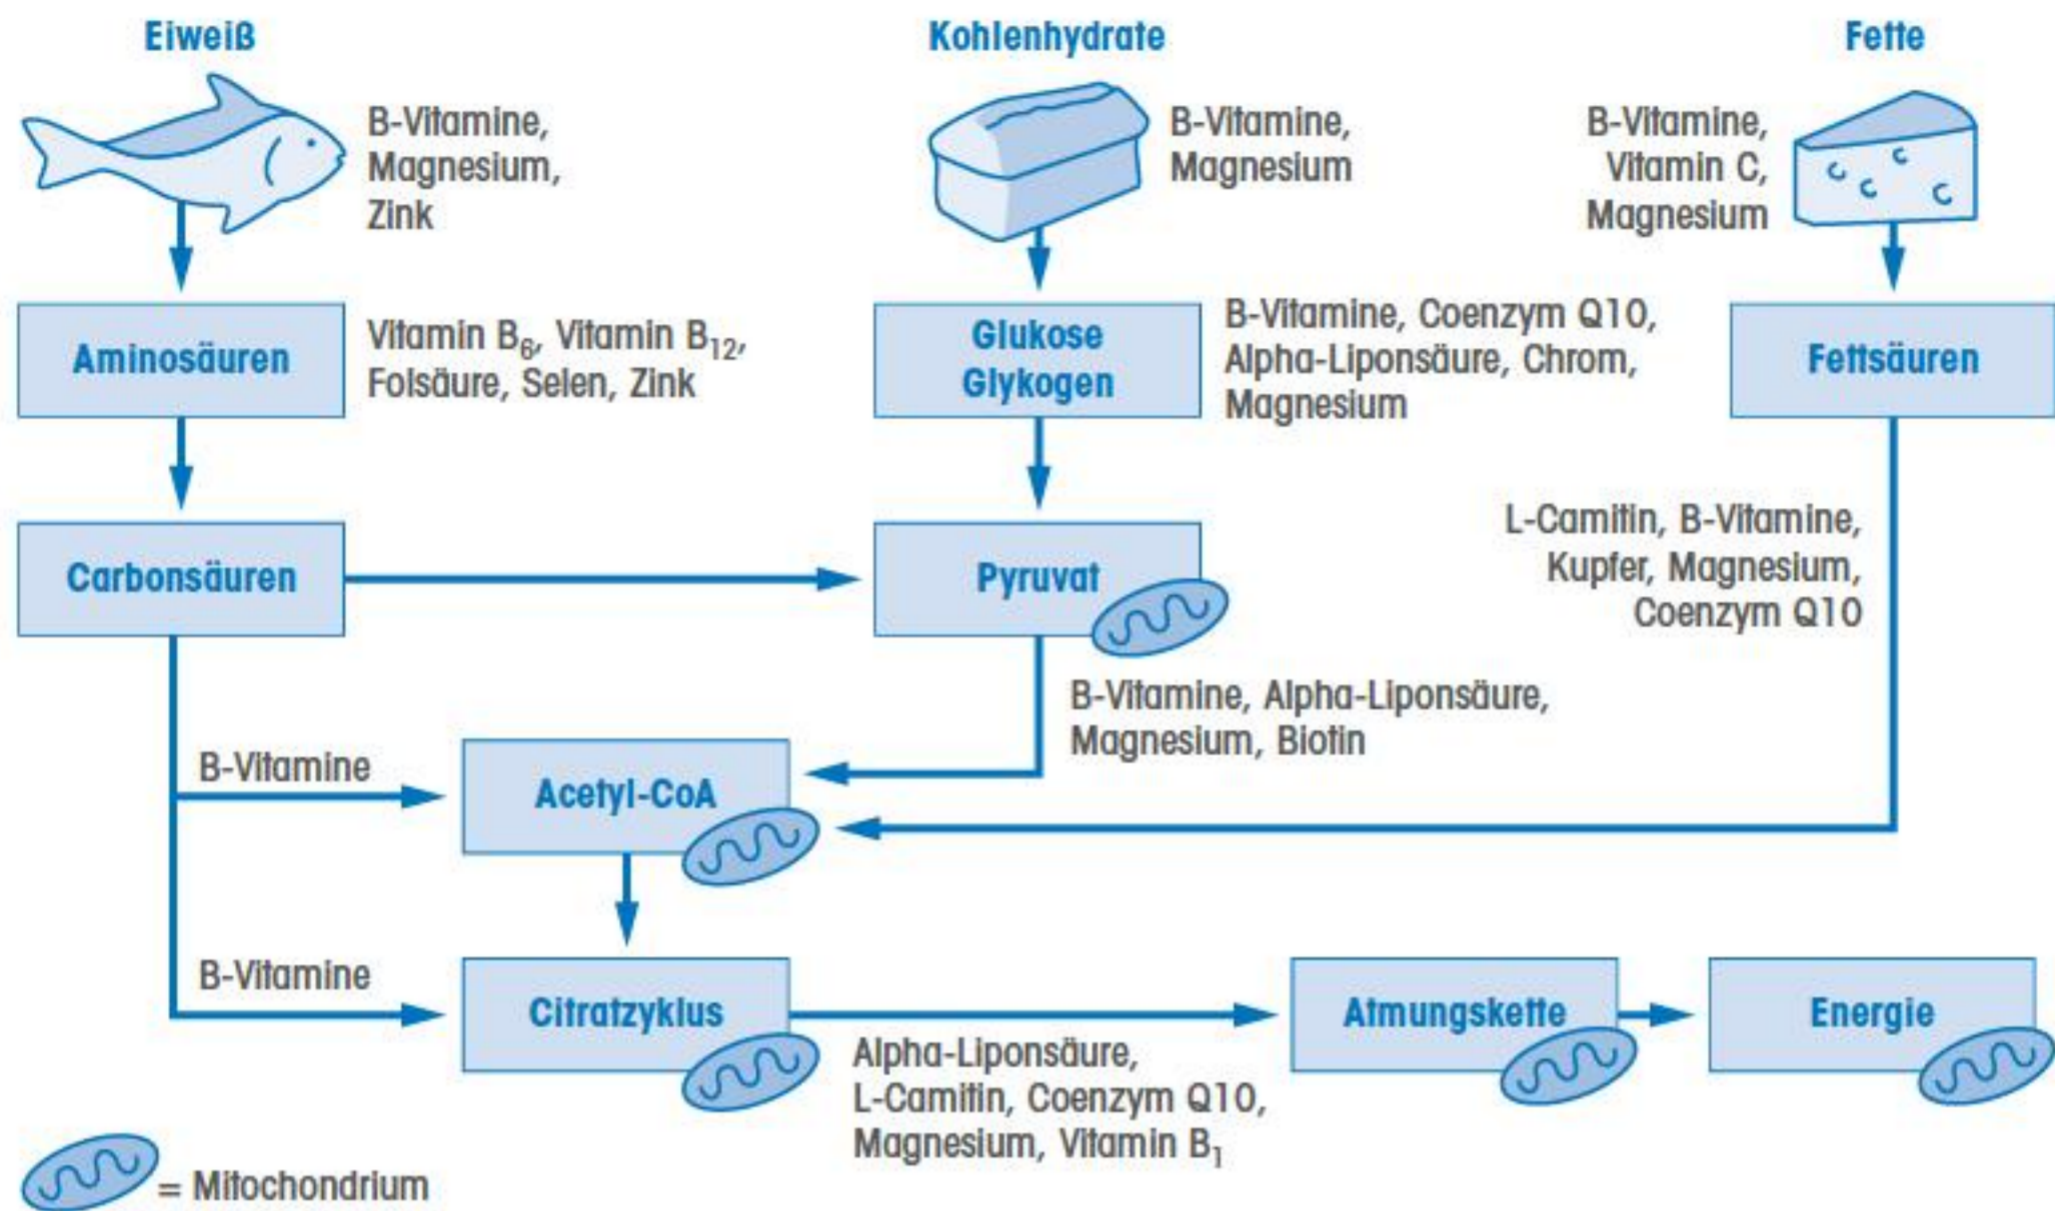 Eiweiß
B-Vitamine,
Magnesium,
Zink
Kohlenhydrate
B-Vitamine,
Magnesium
Fette
B-Vitamine,
Vitamin C,
Magnesium
Aminosäuren
Vitamin B₆, Vitamin B₁₂,
Folsäure, Selen, Zink
Glukose
Glykogen
B-Vitamine, Coenzym Q10,
Alpha-Liponsäure, Chrom,
Magnesium
Fettsäuren
Carbonsäuren
Pyruvat
L-Camitin, B-Vitamine,
Kupfer, Magnesium,
Coenzym Q10
B-Vitamine, Alpha-Liponsäure,
Magnesium, Biotin
B-Vitamine
Acetyl-CoA
B-Vitamine
Citratzyklus
Alpha-Liponsäure,
L-Camitin, Coenzym Q10,
Magnesium, Vitamin B₁
Atmungskette
Energie
= Mitochondrium